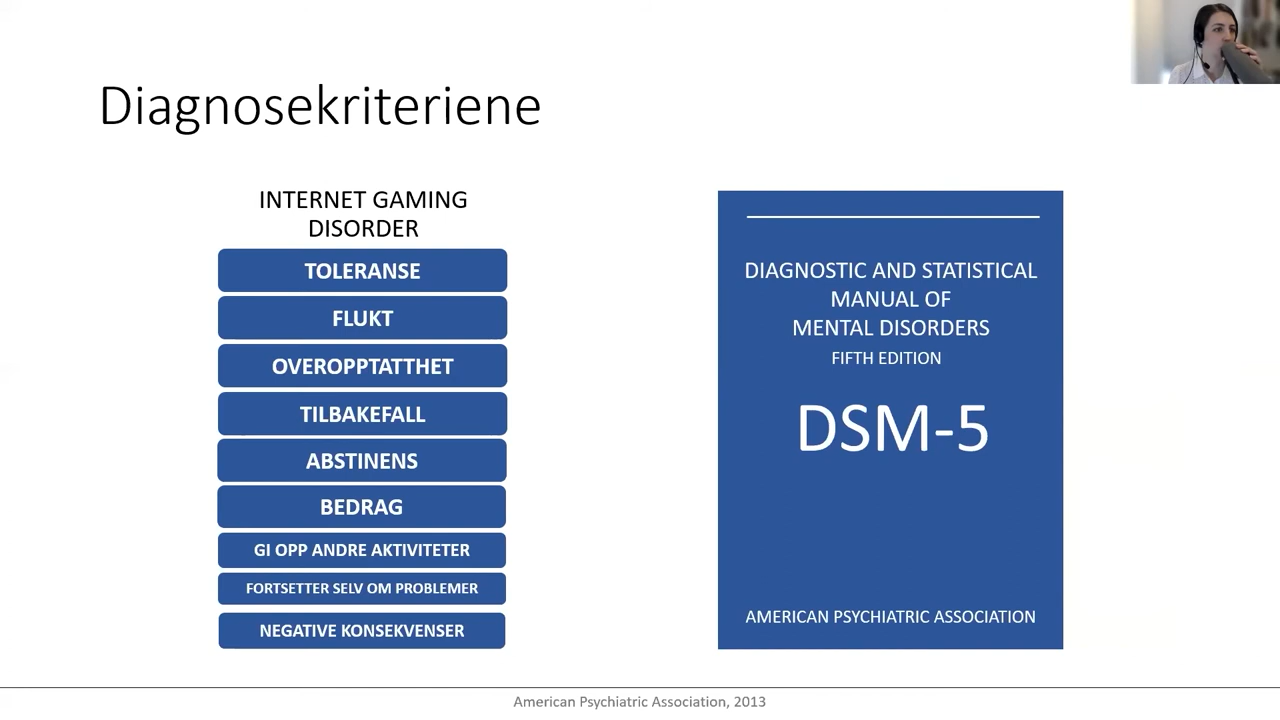 Diagnosekriteriene
INTERNET GAMING
DISORDER
TOLERANSE
FLUKT
OVEROPPTATTHET
TILBAKEFALL
ABSTINENS
BEDRAG
GI OPP ANDRE AKTIVITETER
FORTSETTER SELV OM PROBLEMER
NEGATIVE KONSEKVENSER
DIAGNOSTIC AND STATISTICAL
MANUAL OF
MENTAL DISORDERS
FIFTH EDITION
DSM-5
AMERICAN PSYCHIATRIC ASSOCIATION
American Psychiatric Association, 2013